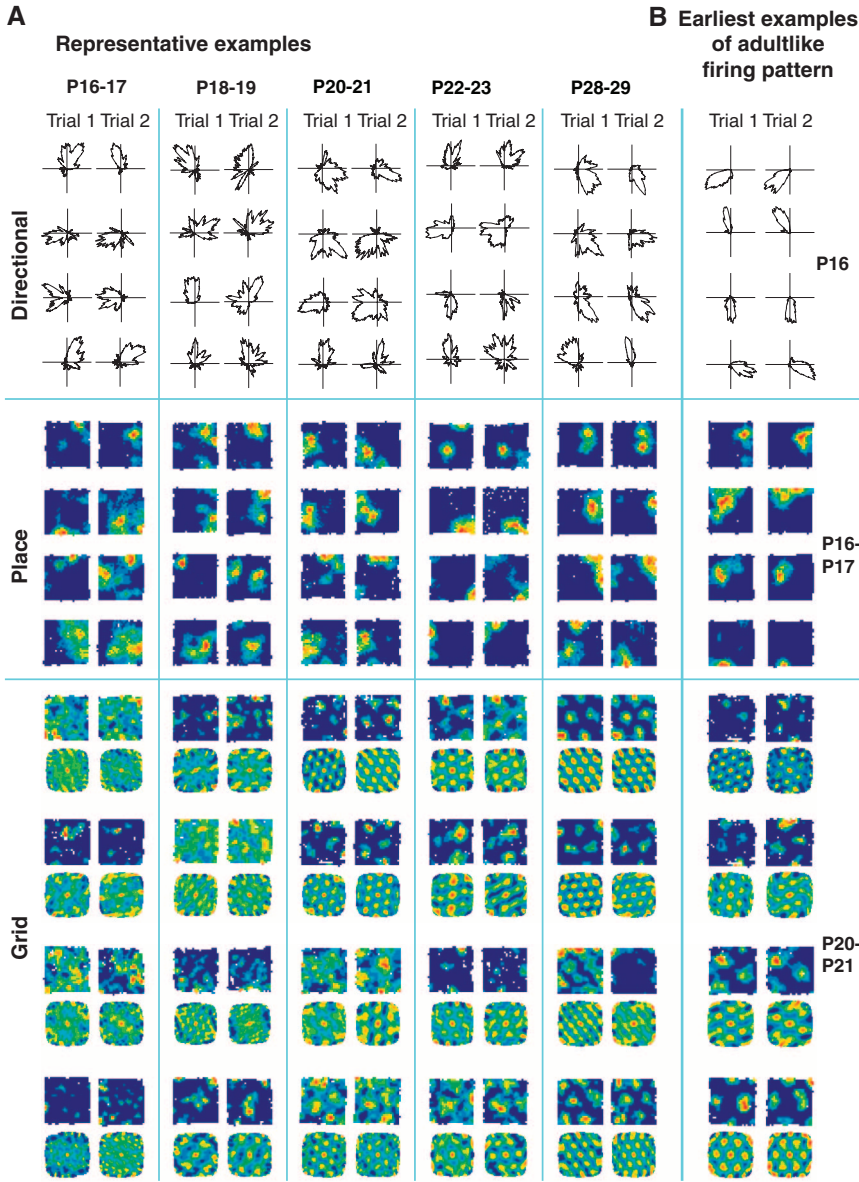 A
Representative examples
B Earliest examples
of adultlike
firing pattern
P16-17
P18-19
P20-21
P22-23
P28-29
Trial 1 Trial 2
Trial 1 Trial 2
Trial 1 Trial 2
Trial 1 Trial 2
Trial 1 Trial 2
Trial 1 Trial 2
Directional
P16
Place
P16-
P17
Grid
P20-
P21